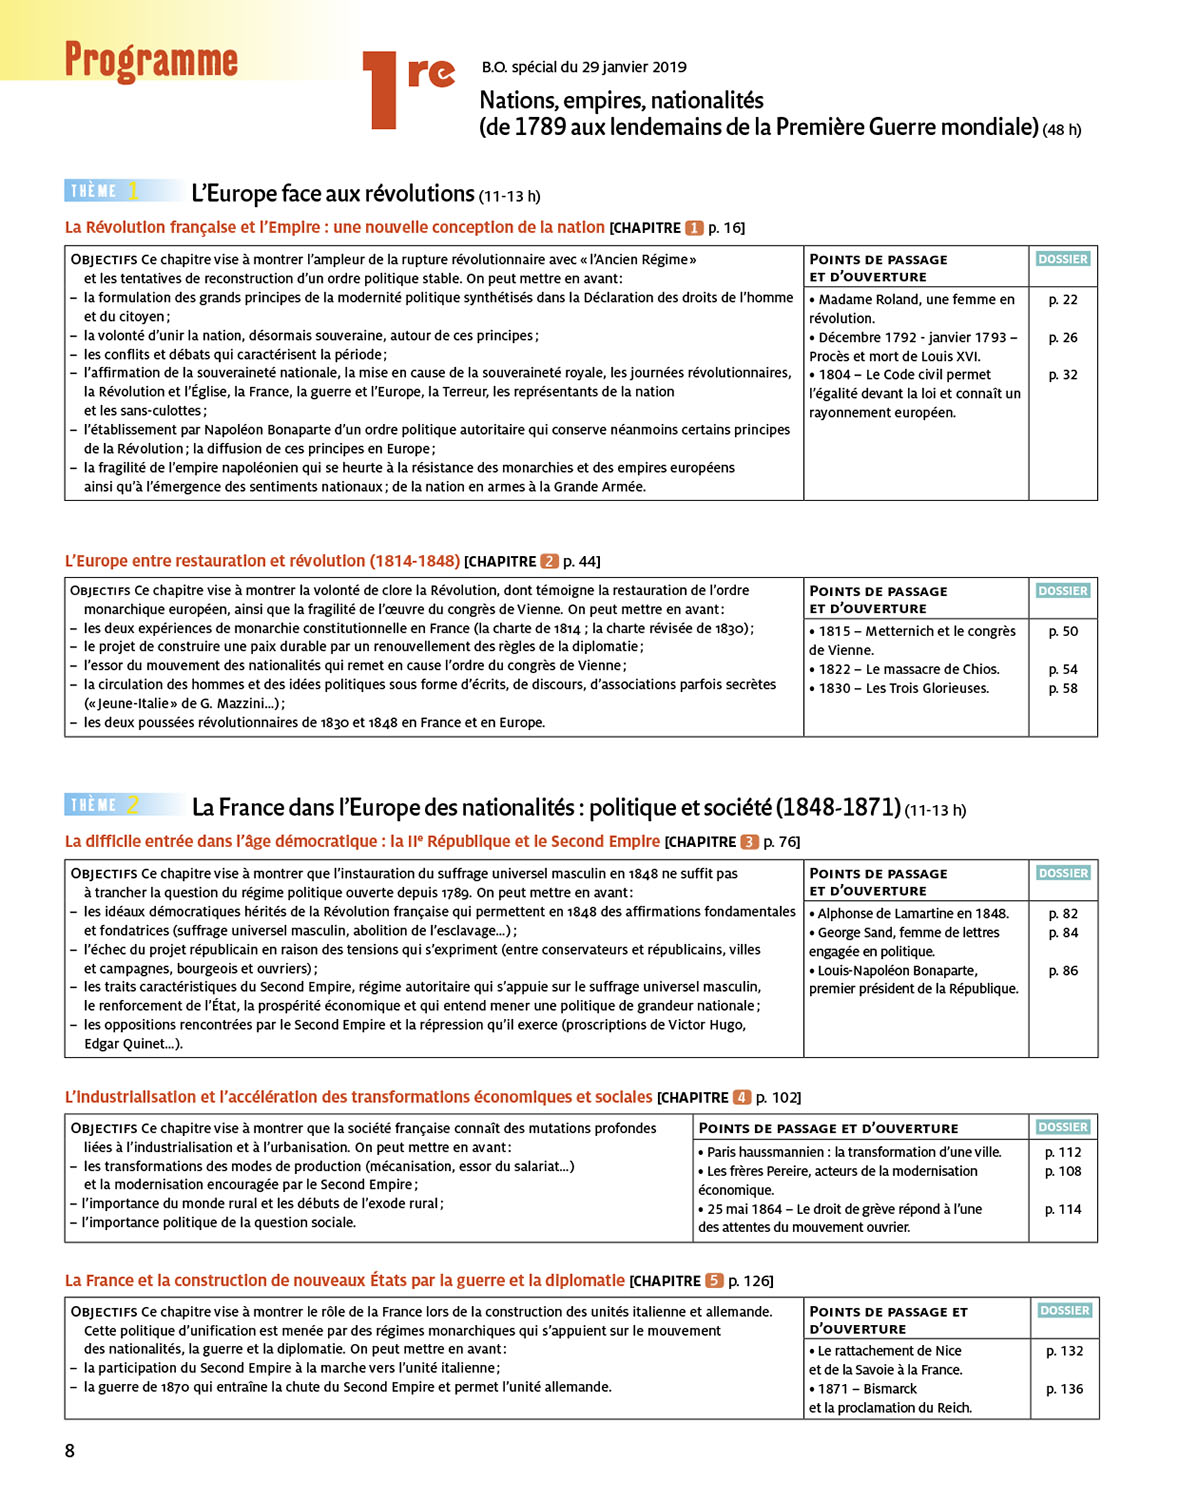 Programme
1re
B.O. spécial du 29 janvier 2019
Nations, empires, nationalités
(de 1789 aux lendemains de la Première Guerre mondiale) (48 h)
THÈME 1
L’Europe face aux révolutions (11-13 h)
La Révolution française et l’Empire : une nouvelle conception de la nation [CHAPITRE 1 p. 16]
OBJECTIFS Ce chapitre vise à montrer l’ampleur de la rupture révolutionnaire avec « l’Ancien Régime »
et les tentatives de reconstruction d’un ordre politique stable. On peut mettre en avant :
– la formulation des grands principes de la modernité politique synthétisés dans la Déclaration des droits de l’homme
et du citoyen ;
– la volonté d’unir la nation, désormais souveraine, autour de ces principes ;
– les conflits et débats qui caractérisent la période ;
– l’affirmation de la souveraineté nationale, la mise en cause de la souveraineté royale, les journées révolutionnaires,
la Révolution et l’Église, la France, la guerre et l’Europe, la Terreur, les représentants de la nation
et les sans-culottes ;
– l’établissement par Napoléon Bonaparte d’un ordre politique autoritaire qui conserve néanmoins certains principes
de la Révolution ; la diffusion de ces principes en Europe ;
– la fragilité de l’empire napoléonien qui se heurte à la résistance des monarchies et des empires européens
ainsi qu’à l’émergence des sentiments nationaux ; de la nation en armes à la Grande Armée.
POINTS DE PASSAGE
ET D’OUVERTURE
DOSSIER
• Madame Roland, une femme en
révolution.
p. 22
• Décembre 1792 - janvier 1793 –
Procès et mort de Louis XVI.
p. 26
• 1804 – Le Code civil permet
l’égalité devant la loi et connaît un
rayonnement européen.
p. 32
L’Europe entre restauration et révolution (1814-1848) [CHAPITRE 2 p. 44]
OBJECTIFS Ce chapitre vise à montrer la volonté de clore la Révolution, dont témoigne la restauration de l’ordre
monarchique européen, ainsi que la fragilité de l’œuvre du congrès de Vienne. On peut mettre en avant :
– les deux expériences de monarchie constitutionnelle en France (la charte de 1814 ; la charte révisée de 1830) ;
– le projet de construire une paix durable par un renouvellement des règles de la diplomatie ;
– l’essor du mouvement des nationalités qui remet en cause l’ordre du congrès de Vienne ;
– la circulation des hommes et des idées politiques sous forme d’écrits, de discours, d’associations parfois secrètes
(« Jeune-Italie » de G. Mazzini…) ;
– les deux poussées révolutionnaires de 1830 et 1848 en France et en Europe.
POINTS DE PASSAGE
ET D’OUVERTURE
DOSSIER
• 1815 – Metternich et le congrès
de Vienne.
p. 50
• 1822 – Le massacre de Chios.
p. 54
• 1830 – Les Trois Glorieuses.
p. 58
THÈME 2
La France dans l’Europe des nationalités : politique et société (1848-1871) (11-13 h)
La difficile entrée dans l’âge démocratique : la IIe République et le Second Empire [CHAPITRE 3 p. 76]
OBJECTIFS Ce chapitre vise à montrer que l’instauration du suffrage universel masculin en 1848 ne suffit pas
à trancher la question du régime politique ouverte depuis 1789. On peut mettre en avant :
– les idéaux démocratiques hérités de la Révolution française qui permettent en 1848 des affirmations fondamentales
et fondatrices (suffrage universel masculin, abolition de l’esclavage…) ;
– l’échec du projet républicain en raison des tensions qui s’expriment (entre conservateurs et républicains, villes
et campagnes, bourgeois et ouvriers) ;
– les traits caractéristiques du Second Empire, régime autoritaire qui s’appuie sur le suffrage universel masculin,
le renforcement de l’État, la prospérité économique et qui entend mener une politique de grandeur nationale ;
– les oppositions rencontrées par le Second Empire et la répression qu’il exerce (proscriptions de Victor Hugo,
Edgar Quinet…).
POINTS DE PASSAGE
ET D’OUVERTURE
DOSSIER
• Alphonse de Lamartine en 1848.
p. 82
• George Sand, femme de lettres
engagée en politique.
p. 84
• Louis-Napoléon Bonaparte,
premier président de la République.
p. 86
L’industrialisation et l’accélération des transformations économiques et sociales [CHAPITRE 4 p. 102]
OBJECTIFS Ce chapitre vise à montrer que la société française connaît des mutations profondes
liées à l’industrialisation et à l’urbanisation. On peut mettre en avant :
– les transformations des modes de production (mécanisation, essor du salariat…)
et la modernisation encouragée par le Second Empire ;
– l’importance du monde rural et les débuts de l’exode rural ;
– l’importance politique de la question sociale.
POINTS DE PASSAGE ET D’OUVERTURE
DOSSIER
• Paris haussmannien : la transformation d’une ville.
p. 112
• Les frères Pereire, acteurs de la modernisation
économique.
p. 108
• 25 mai 1864 – Le droit de grève répond à l’une
des attentes du mouvement ouvrier.
p. 114
La France et la construction de nouveaux États par la guerre et la diplomatie [CHAPITRE 5 p. 126]
OBJECTIFS Ce chapitre vise à montrer le rôle de la France lors de la construction des unités italienne et allemande.
Cette politique d’unification est menée par des régimes monarchiques qui s’appuient sur le mouvement
des nationalités, la guerre et la diplomatie. On peut mettre en avant :
– la participation du Second Empire à la marche vers l’unité italienne ;
– la guerre de 1870 qui entraîne la chute du Second Empire et permet l’unité allemande.
POINTS DE PASSAGE ET
D’OUVERTURE
DOSSIER
• Le rattachement de Nice
et de la Savoie à la France.
p. 132
• 1871 – Bismarck
et la proclamation du Reich.
p. 136
8